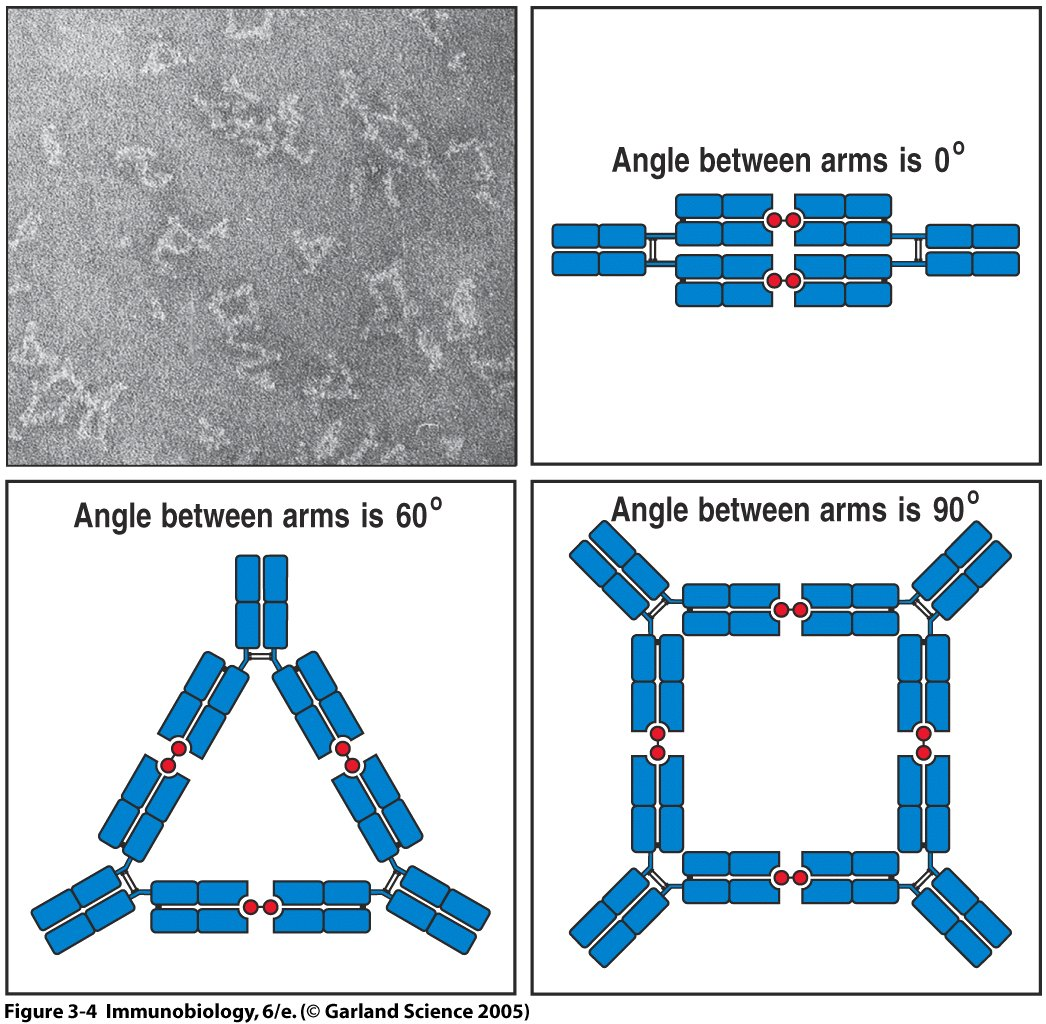 Angle between arms is 0°
Angle between arms is 60°
Angle between arms is 90°
Figure 3-4 Immunobiology, 6/e. (© Garland Science 2005)